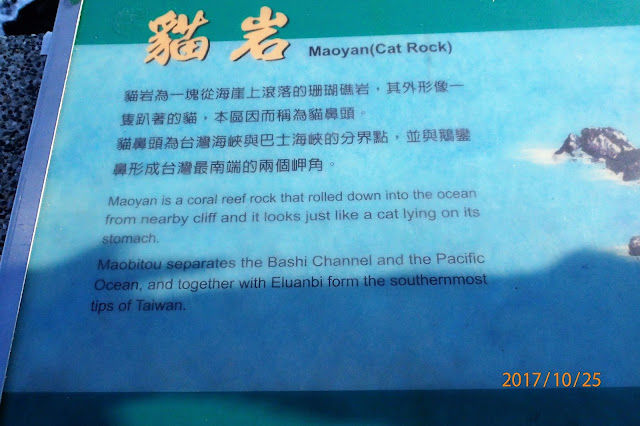 貓岩 Maoyan(Cat Rock)
貓岩為一塊從海崖上滾落的珊瑚礁岩，其外形像一
隻趴著的貓，本區因而稱為貓鼻頭。
貓鼻頭為台灣海峽與巴士海峽的分界點，並與鵝鑾
鼻形成台灣最南端的兩個岬角。
Maoyan is a coral reef rock that rolled down into the ocean
from nearby cliff and it looks just like a cat lying on its
stomach.
Maobitou separates the Bashi Channel and the Pacific
Ocean, and together with Eluanbi form the southernmost
tips of Taiwan.
2017/10/25